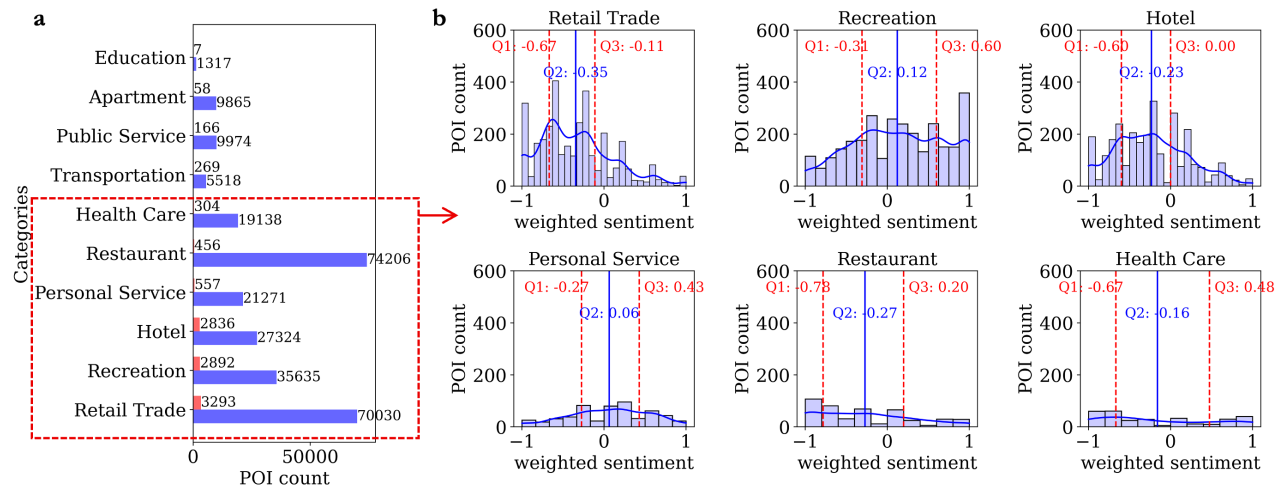 a
Categories
Education
7
1317
Apartment
58
9865
Public Service
166
9974
Transportation
269
5518
Health Care
304
19138
Restaurant
456
74206
Personal Service
557
21271
Hotel
2836
27324
Recreation
2892
35635
Retail Trade
3293
70030
0
50000
POI count
b
Retail Trade
600
400
200
0
POI count
Q1: -0.67
Q3: -0.11
Q2: -0.35
−1
0
1
weighted sentiment
Recreation
600
400
200
0
POI count
Q1: -0.31
Q3: 0.60
Q2: 0.12
−1
0
1
weighted sentiment
Hotel
600
400
200
0
POI count
Q1: -0.60
Q3: 0.00
Q2: -0.23
−1
0
1
weighted sentiment
Personal Service
600
400
200
0
POI count
Q1: -0.27
Q3: 0.43
Q2: 0.06
−1
0
1
weighted sentiment
Restaurant
600
400
200
0
POI count
Q1: -0.78
Q3: 0.20
Q2: -0.27
−1
0
1
weighted sentiment
Health Care
600
400
200
0
POI count
Q1: -0.67
Q3: 0.48
Q2: -0.16
−1
0
1
weighted sentiment